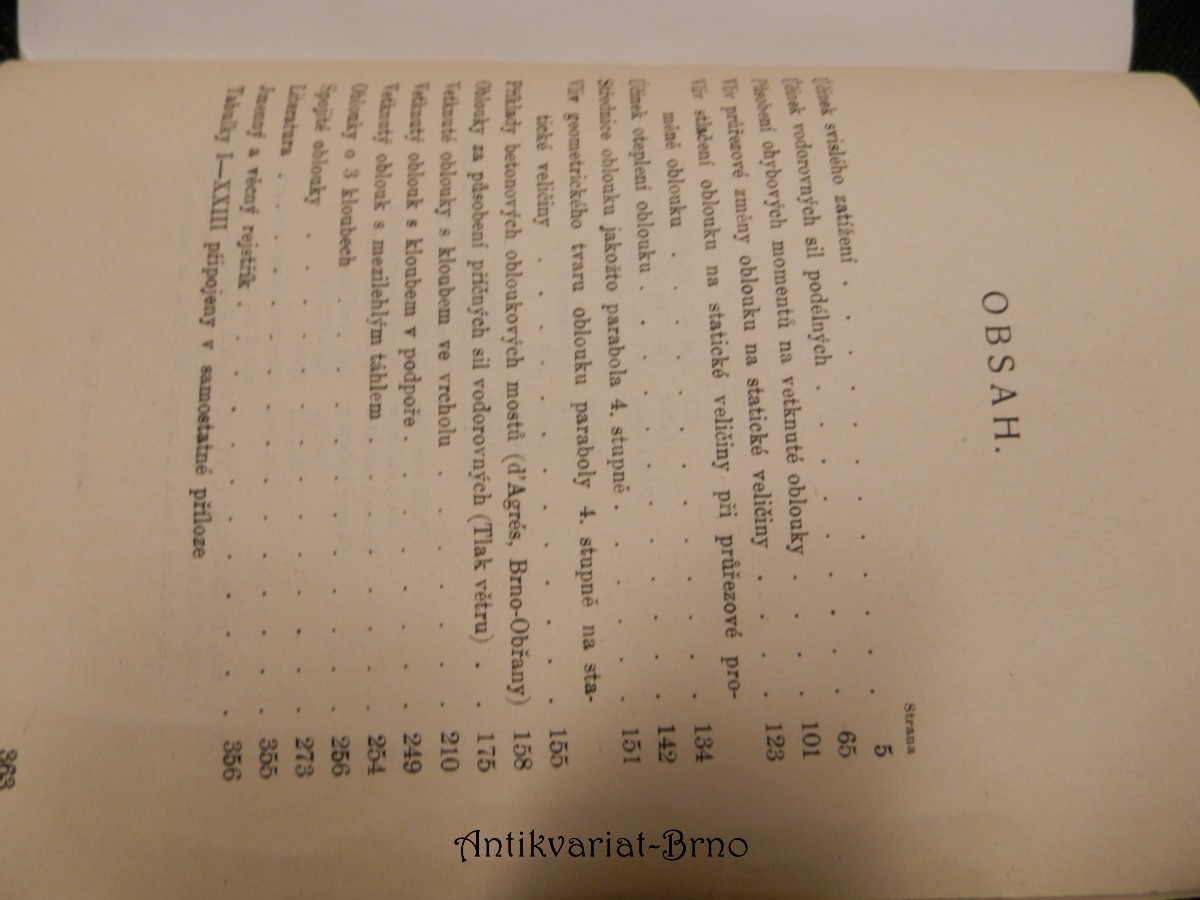 OBSAH.
Strana
Účinek svislého zatížení . . . . . . . . 5
Účinek vodorovných sil podélných . . . . . . 65
Působení ohybových momentů na vetknuté oblouky . . . 101
Vliv průřezové změny oblouku na statické veličiny . . . 123
Vliv stlačení oblouku na statické veličiny při průřezové pro-
měně oblouku . . . . . . . . 134
Účinek oteplení oblouku . . . . . . . . 142
Střednice oblouku jakožto parabola 4. stupně . . . . . 151
Vliv geometrického tvaru oblouku paraboly 4. stupně na sta-
tické veličiny . . . . . . . . . 155
Příklady betonových obloukových mostů (d'Agrés, Brno-Obřany) 158
Oblouky za působení příčných sil vodorovných (Tlak větru) . . 175
Vetknuté oblouky s kloubem ve vrcholu . . . . . 210
Vetknutý oblouk s kloubem v podpoře . . . . . . 249
Vetknutý oblouk s mezilehlým táhlem . . . . . . 254
Oblouky o 3 kloubech . . . . . . . . 256
Spojité oblouky . . . . . . . . . 273
Literatura . . . . . . . . . . 355
Jmenný a věcný rejstřík . . . . . . . . 356
Tabulky I—XXIII připojeny v samostatné příloze
363
Antikvariat-Brno